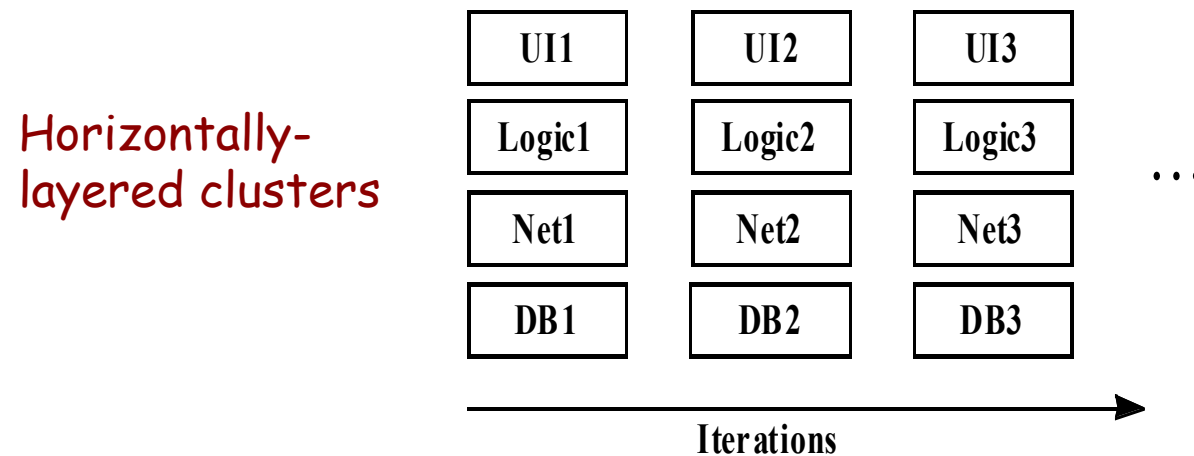 UI1 UI2 UI3
Horizontally-
layered clusters
Logic1 Logic2 Logic3
...
Net1 Net2 Net3
DB1 DB2 DB3
Iterations